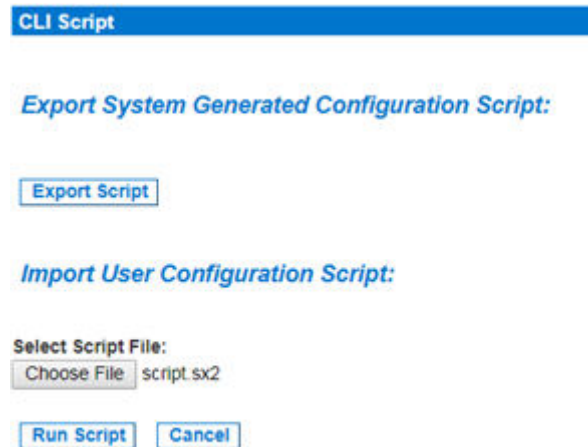 CLI Script
Export System Generated Configuration Script:
Export Script
Import User Configuration Script:
Select Script File:
Choose File script.sx2
Run Script Cancel